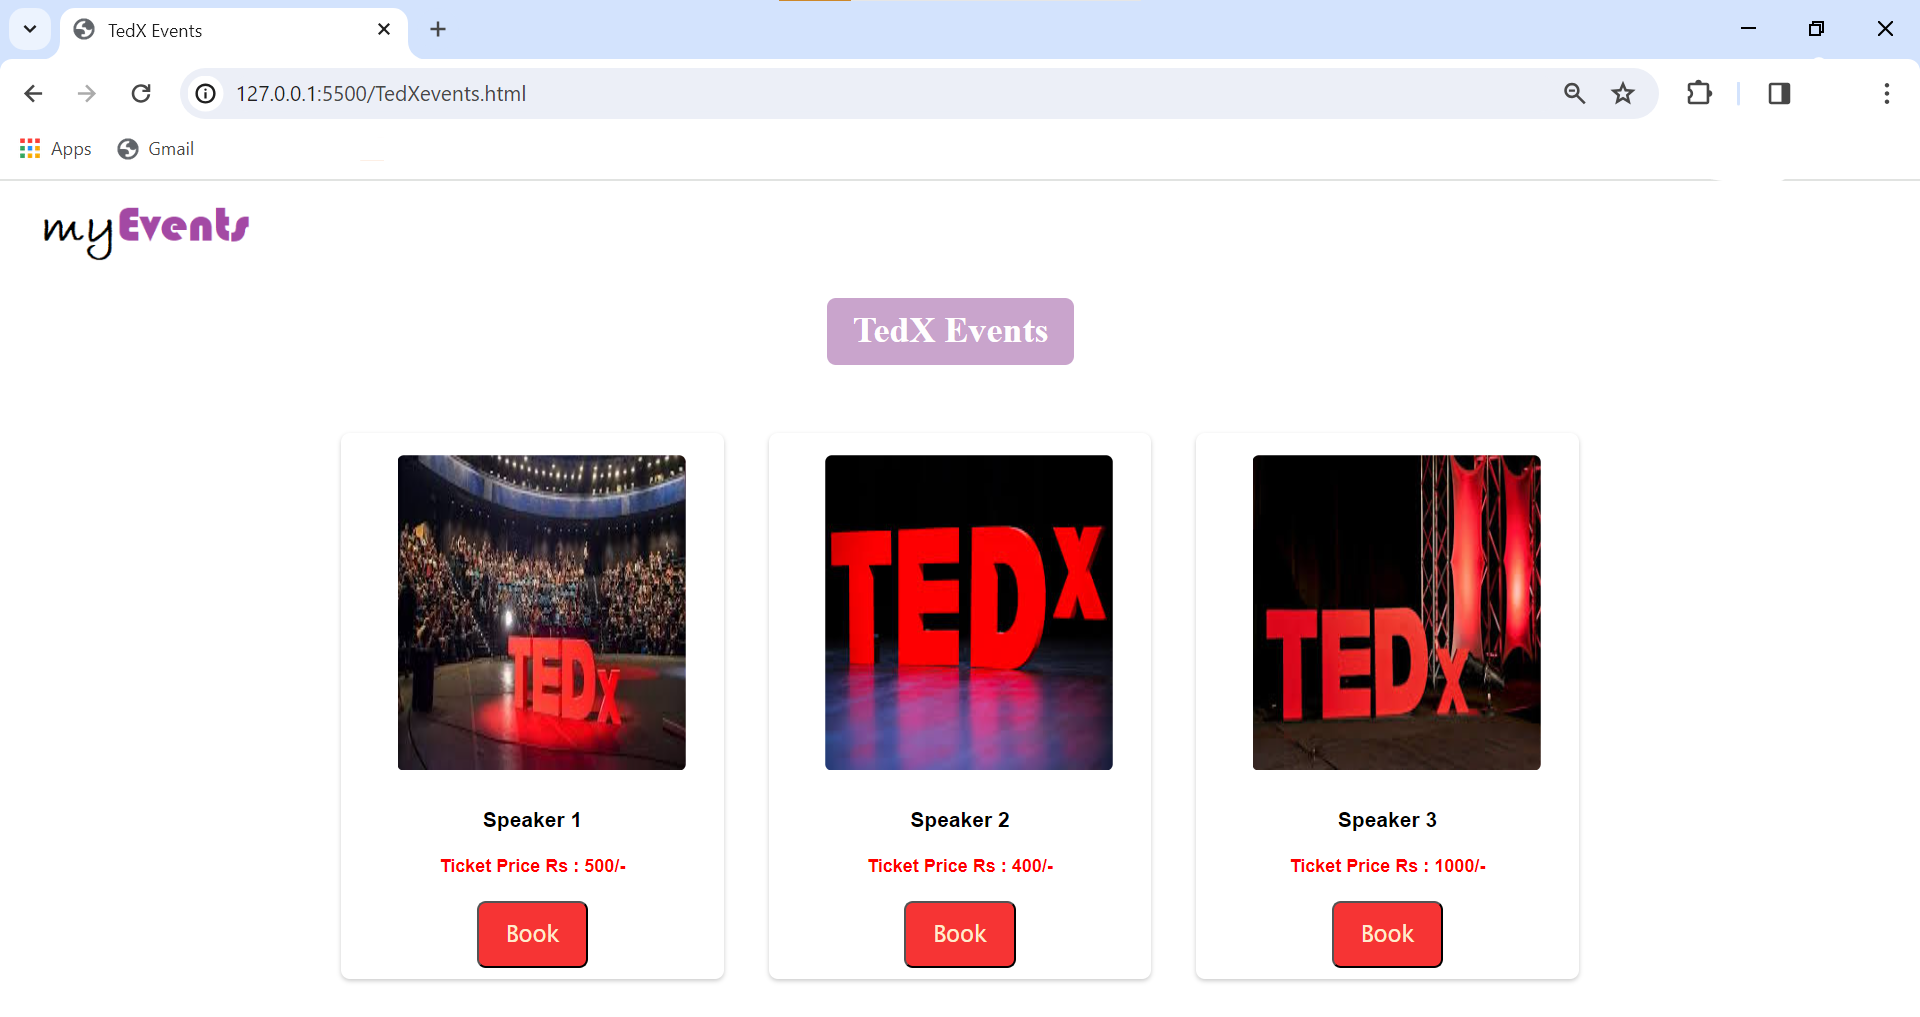 TedX Events
127.0.0.1:5500/TedXevents.html
Apps Gmail
myEvents
TedX Events
TEDx
TEDx
TEDx
Speaker 1
Speaker 2
Speaker 3
Ticket Price Rs : 500/-
Ticket Price Rs : 400/-
Ticket Price Rs : 1000/-
Book
Book
Book